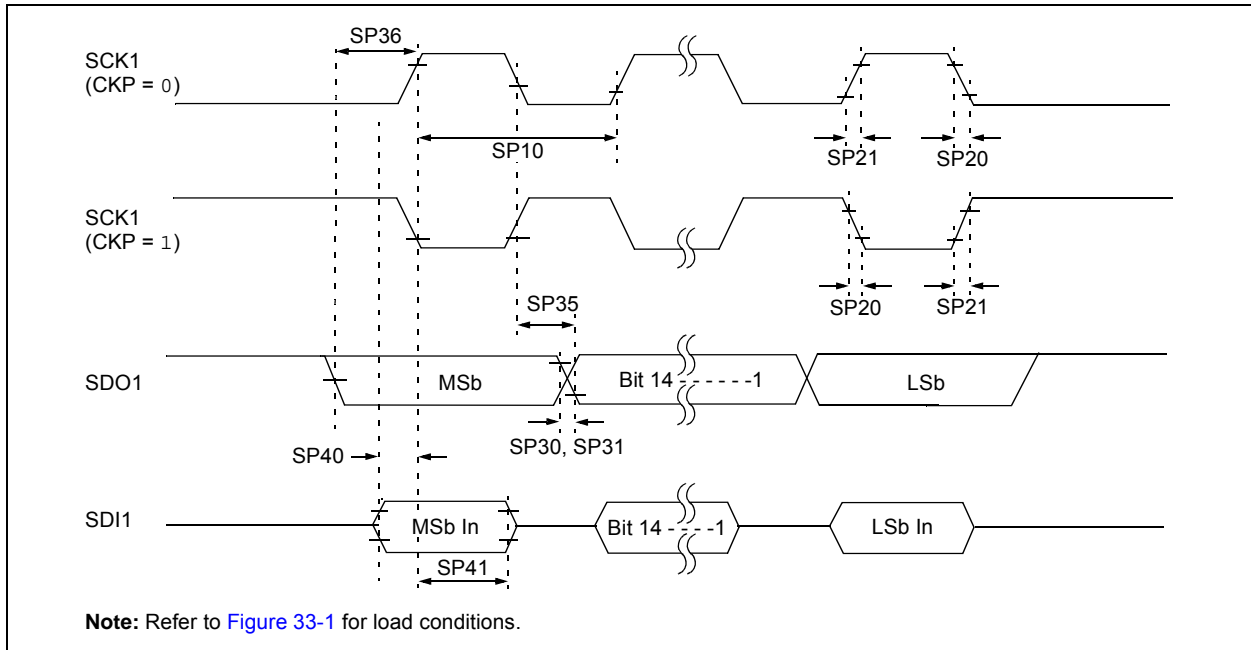 SP36
SCK1
(CKP = 0)
SP10
SP21
SP20
SCK1
(CKP = 1)
SP35
SP20
SP21
SDO1
MSb
Bit 14 - - - - - -1
LSb
SP40
SP30, SP31
SDI1
MSb In
Bit 14 - - - -1
LSb In
SP41
Note: Refer to Figure 33-1 for load conditions.